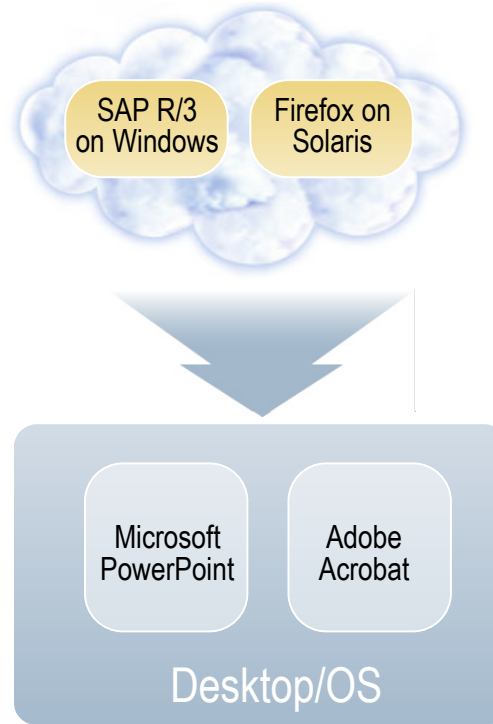 SAP R/3
on Windows
Firefox on
Solaris
Microsoft
PowerPoint
Adobe
Acrobat
Desktop/OS